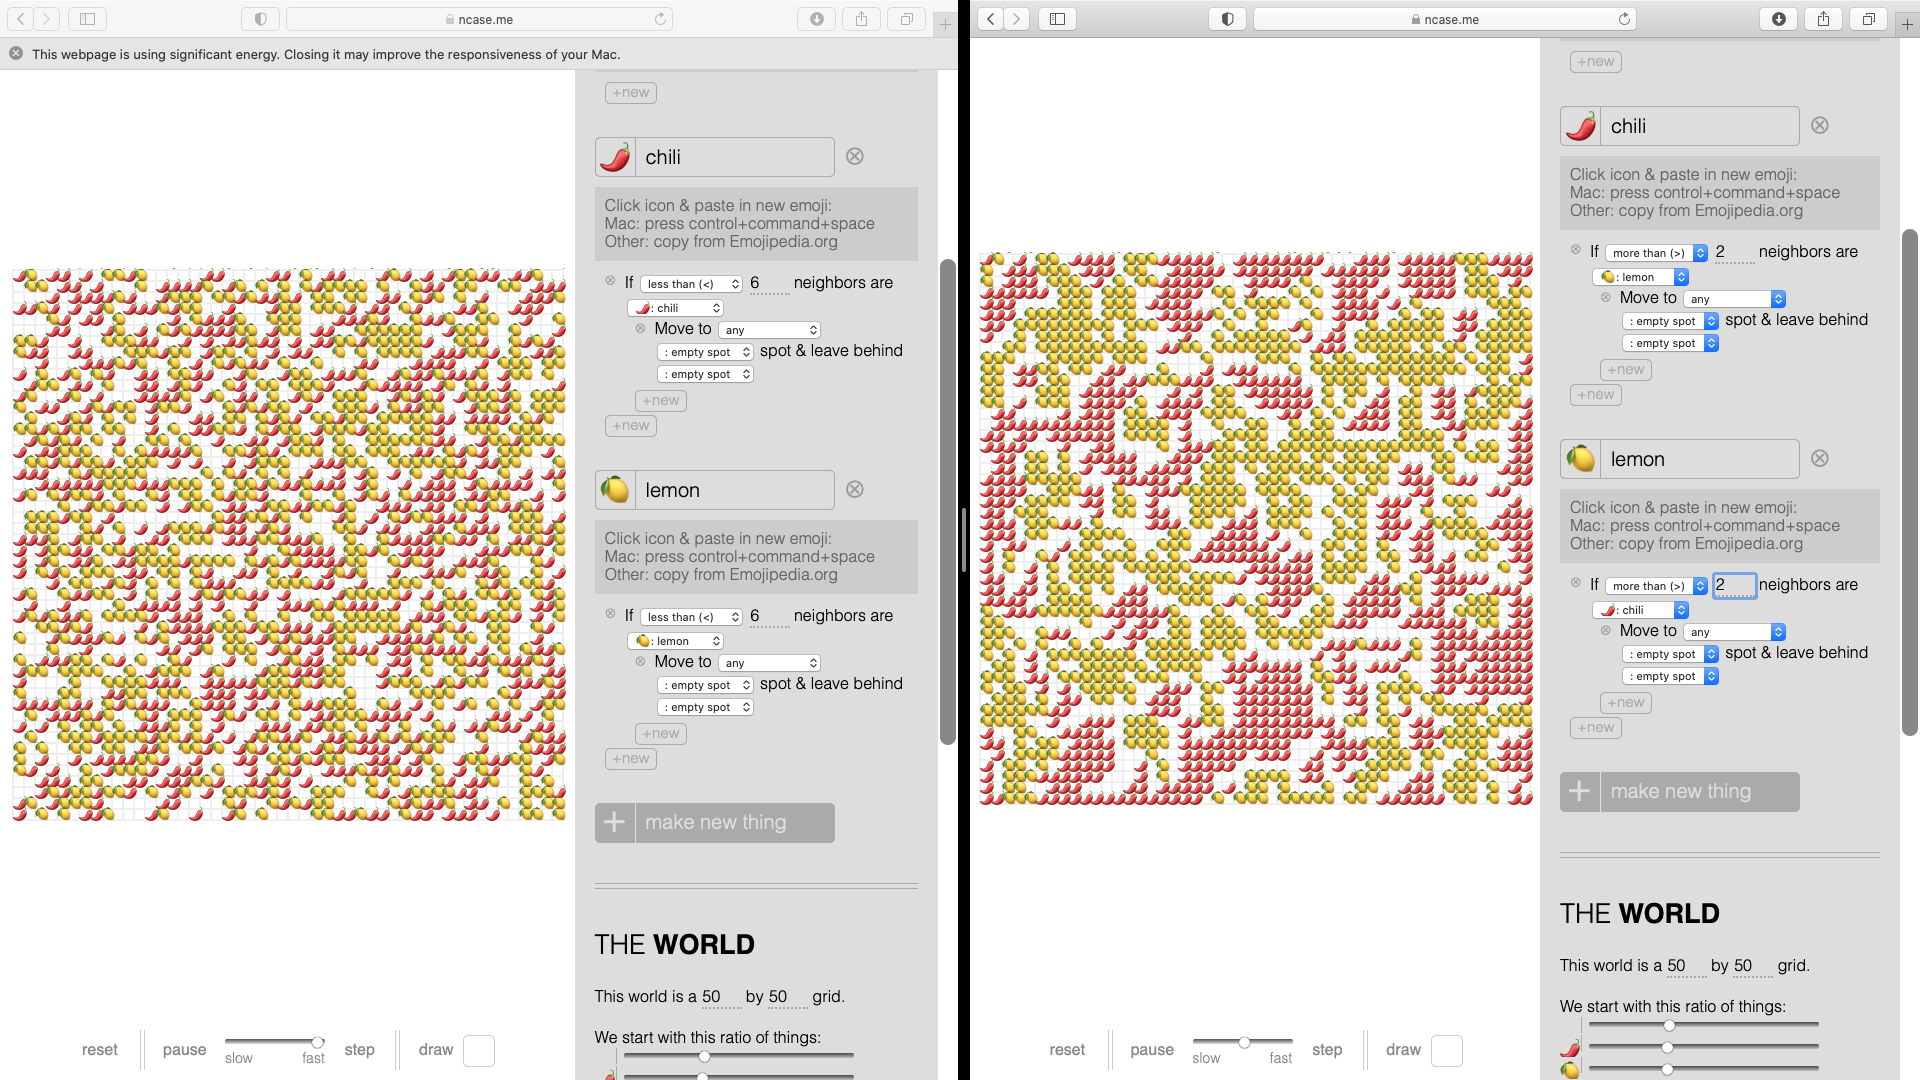 ncase.me
This webpage is using significant energy. Closing it may improve the responsiveness of your Mac.
+new
chili
Click icon & paste in new emoji:
Mac: press control+command+space
Other: copy from Emojipedia.org
If less than (<) 6 neighbors are
: chili
Move to any
: empty spot spot & leave behind
: empty spot
+new
+new
lemon
Click icon & paste in new emoji:
Mac: press control+command+space
Other: copy from Emojipedia.org
If less than (<) 6 neighbors are
: lemon
Move to any
: empty spot spot & leave behind
: empty spot
+new
+new
+ make new thing
THE WORLD
This world is a 50 by 50 grid.
We start with this ratio of things:
reset pause slow fast step draw
ncase.me
+new
chili
Click icon & paste in new emoji:
Mac: press control+command+space
Other: copy from Emojipedia.org
If more than (>) 2 neighbors are
: lemon
Move to any
: empty spot spot & leave behind
: empty spot
+new
+new
lemon
Click icon & paste in new emoji:
Mac: press control+command+space
Other: copy from Emojipedia.org
If more than (>) 2 neighbors are
: chili
Move to any
: empty spot spot & leave behind
: empty spot
+new
+new
+ make new thing
THE WORLD
This world is a 50 by 50 grid.
We start with this ratio of things:
reset pause slow fast step draw